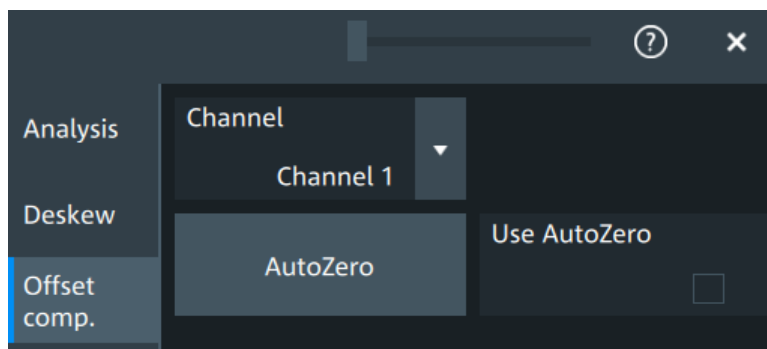 ?
Analysis
Channel
Channel 1
Deskew
AutoZero
Use AutoZero
Offset
comp.